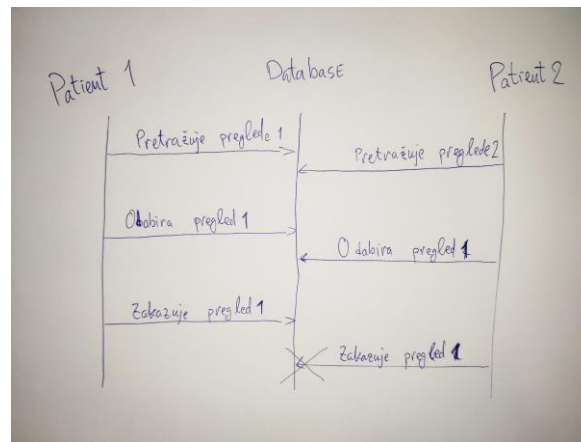 Patient 1
Database
Patient 2
Pretražuje preglede 1
Pretražuje preglede 2
Odabira pregled 1
Odabira pregled 1
Zakazuje pregled 1
Zakazuje pregled 1